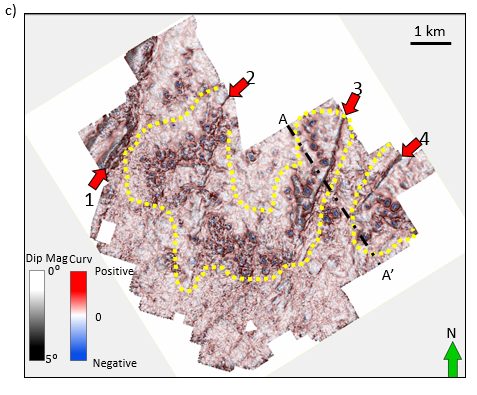 c)
1 km
2
3
A
4
1
Dip Mag Curv
0°
Positive
0
5°
Negative
A'
N